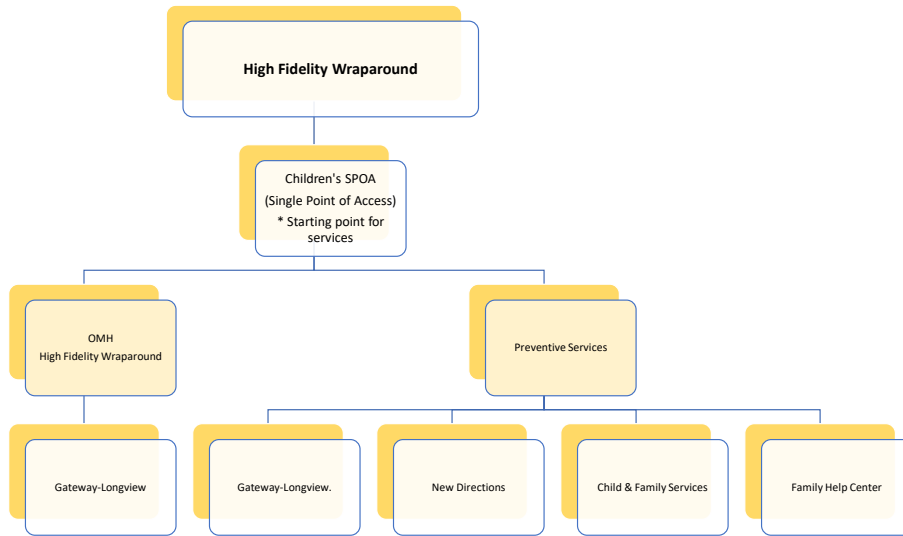 High Fidelity Wraparound
Children's SPOA
(Single Point of Access)
* Starting point for
services
OMH
High Fidelity Wraparound
Preventive Services
Gateway-Longview
Gateway-Longview.
New Directions
Child & Family Services
Family Help Center